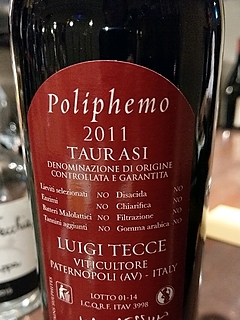 Poliphemo
2011
TAURASI
DENOMINAZIONE DI ORIGINE
CONTROLLATA E GARANTITA
Lieviti selezionati NO Disacida NO
Enzimi NO Chiarifica NO
Batteri Malolattici NO Filtrazione NO
Tannini aggiunti NO Gomma arabica NO
LUIGI TECCE
VITICULTORE
PATERNOPOLI (AV) - ITALY
LOTTO 01-14
I.C.Q.R.F. ITAV 3998